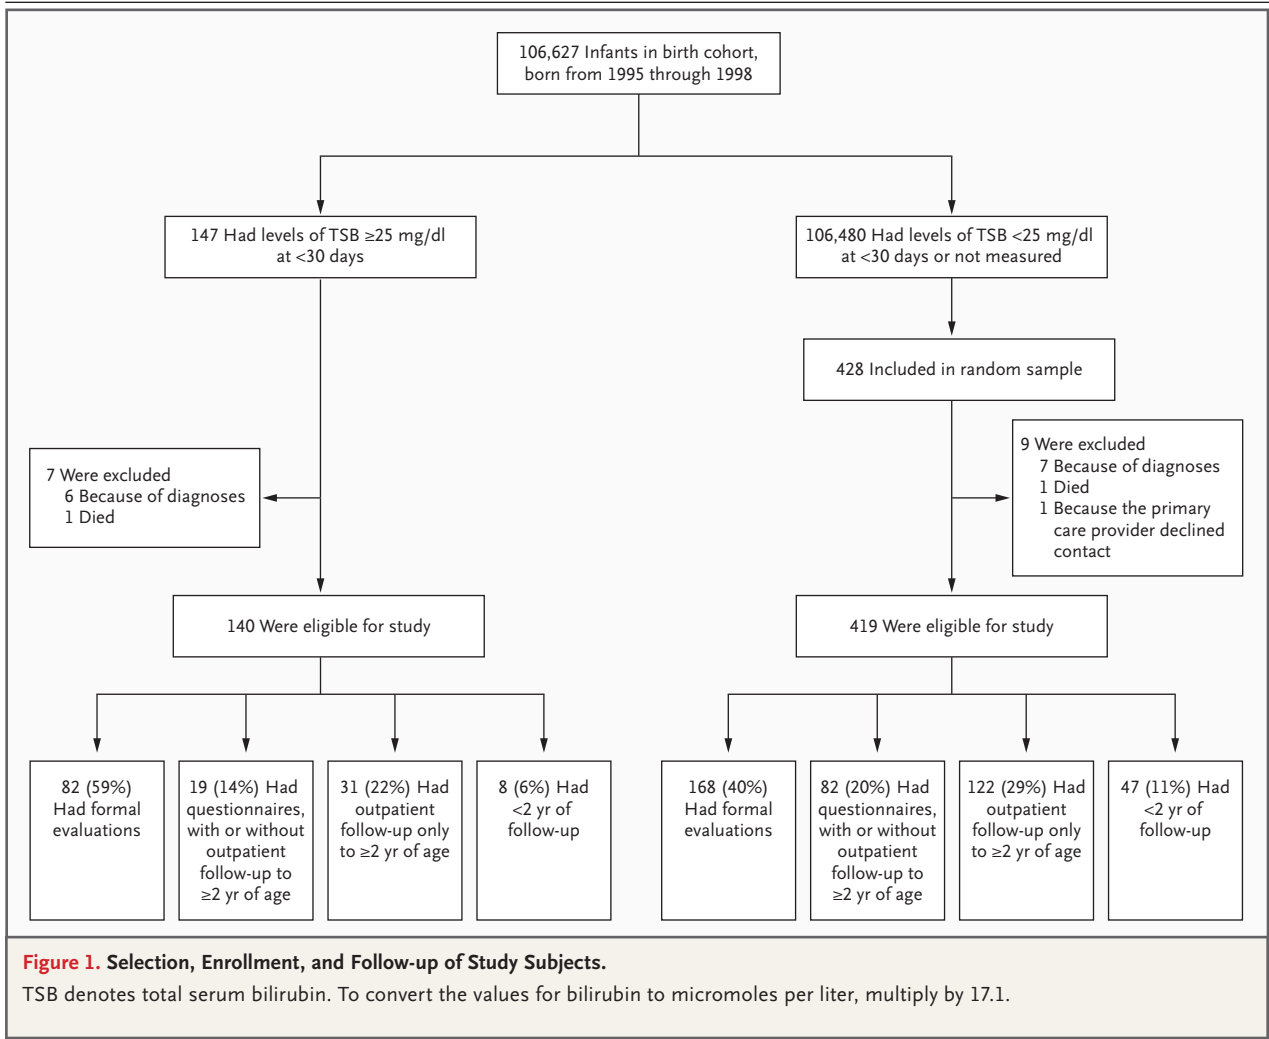 106,627 Infants in birth cohort,
born from 1995 through 1998
147 Had levels of TSB ≥25 mg/dl
at <30 days
106,480 Had levels of TSB <25 mg/dl
at <30 days or not measured
428 Included in random sample
7 Were excluded
6 Because of diagnoses
1 Died
9 Were excluded
7 Because of diagnoses
1 Died
1 Because the primary
care provider declined
contact
140 Were eligible for study
419 Were eligible for study
82 (59%)
Had formal
evaluations
19 (14%) Had
questionnaires,
with or without
outpatient
follow-up to
≥2 yr of age
31 (22%) Had
outpatient
follow-up only
to ≥2 yr of age
8 (6%) Had
<2 yr of
follow-up
168 (40%)
Had formal
evaluations
82 (20%) Had
questionnaires,
with or without
outpatient
follow-up to
≥2 yr of age
122 (29%) Had
outpatient
follow-up only
to ≥2 yr of age
47 (11%) Had
<2 yr of
follow-up
Figure 1. Selection, Enrollment, and Follow-up of Study Subjects.
TSB denotes total serum bilirubin. To convert the values for bilirubin to micromoles per liter, multiply by 17.1.